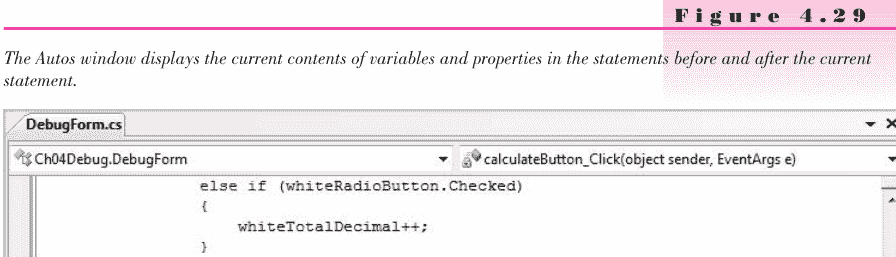 Figure 4.29
The Autos window displays the current contents of variables and properties in the statements before and after the current
statement.
DebugForm.cs
Ch04Debug.DebugForm
calculateButton_Click(object sender, EventArgs e)
else if (whiteRadioButton.Checked)
{
whiteTotalDecimal++;
}